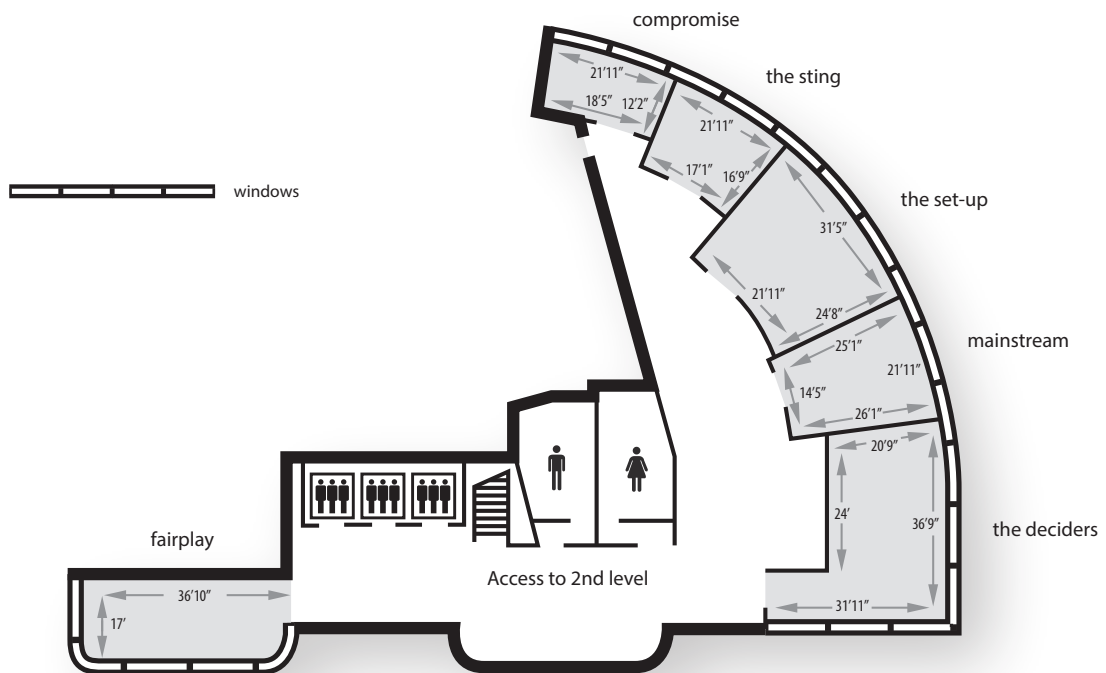 compromise
the sting
windows
the set-up
mainstream
the deciders
fairplay
Access to 2nd level
21’11”
18’5”
12’2”
21’11”
17’1”
16’9”
31’5”
21’11”
24’8”
25’1”
21’11”
14’5”
26’1”
20’9”
24’
36’9”
31’11”
36’10”
17’